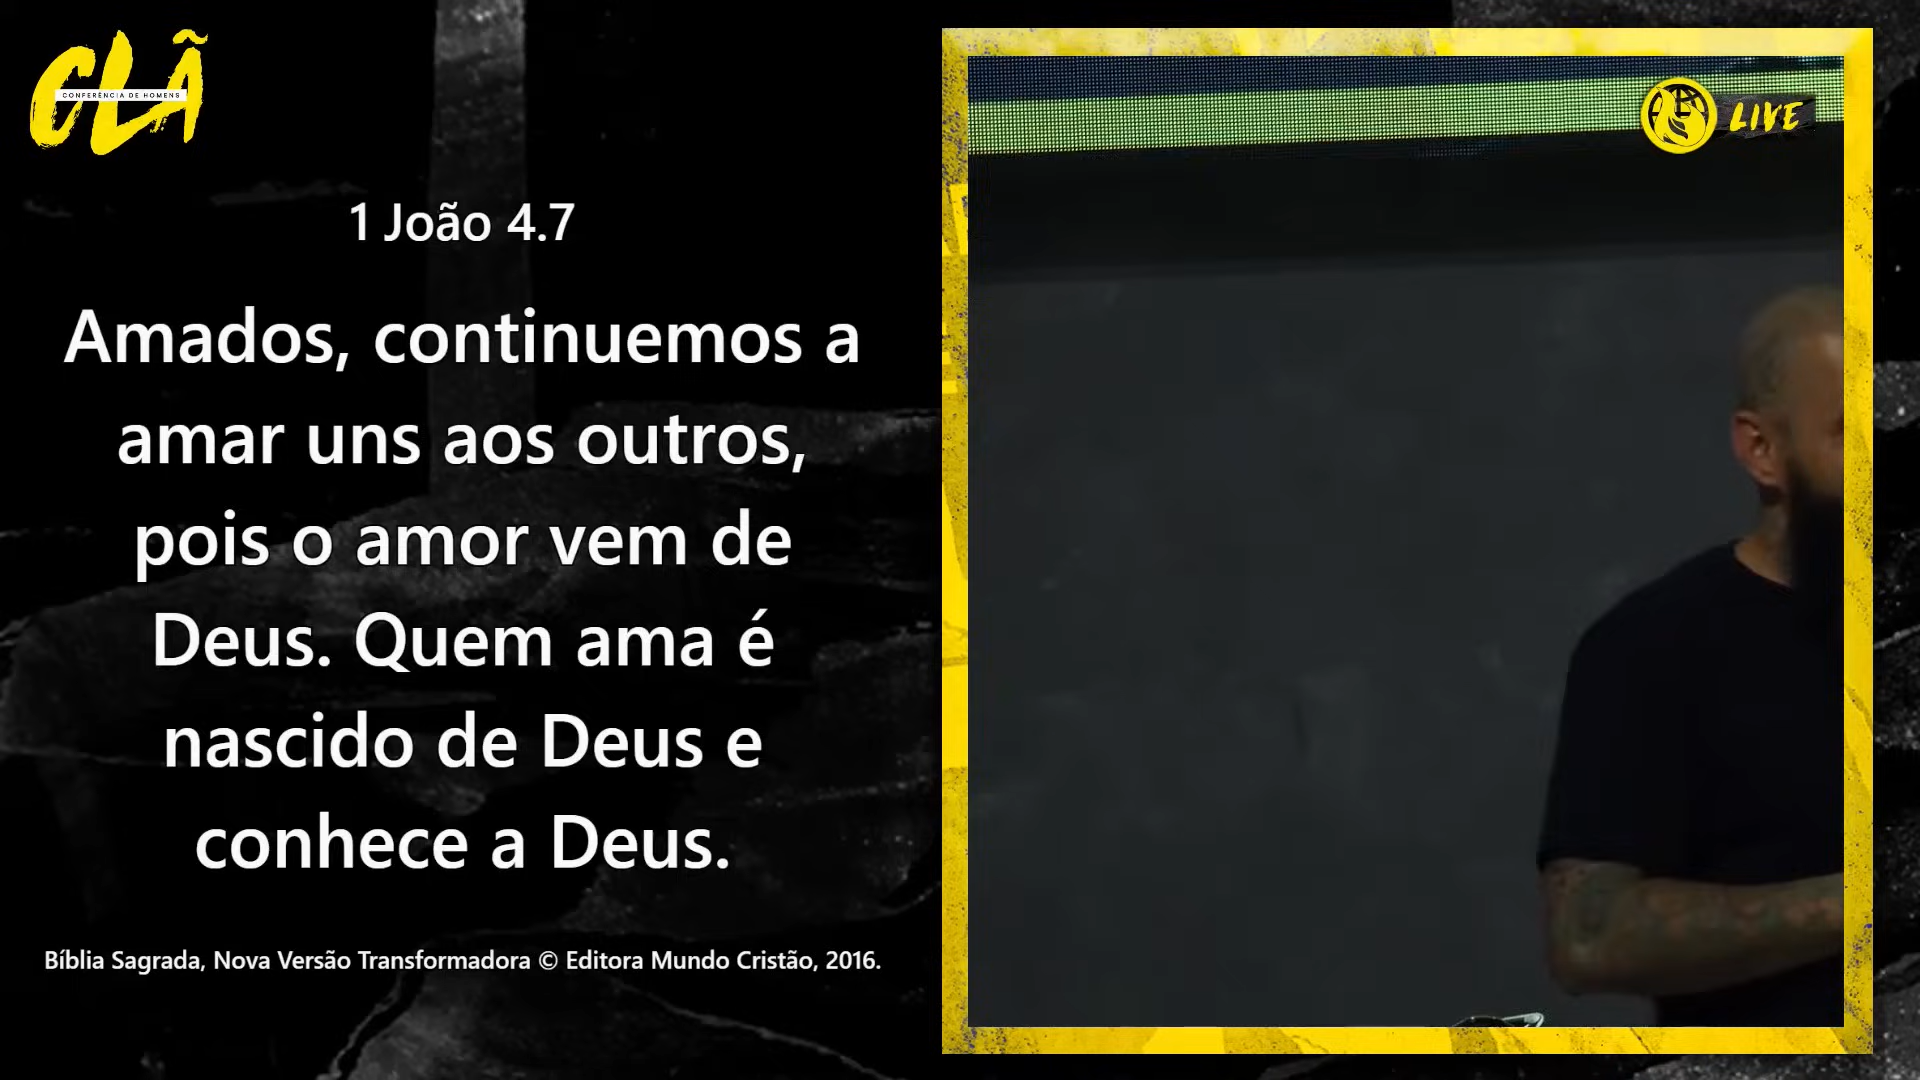 CLÃ
CONFERÊNCIA DE HOMENS
LIVE
1 João 4.7
Amados, continuemos a
amar uns aos outros,
pois o amor vem de
Deus. Quem ama é
nascido de Deus e
conhece a Deus.
Bíblia Sagrada, Nova Versão Transformadora © Editora Mundo Cristão, 2016.